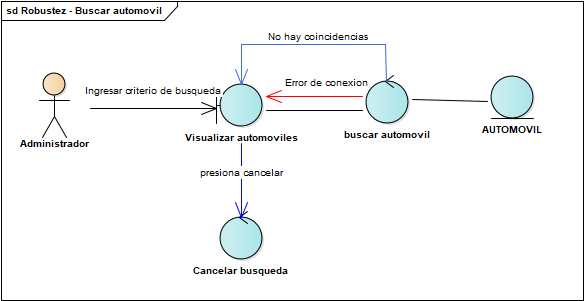 sd Robustez - Buscar automovil
No hay coincidencias
Ingresar criterio de busqueda
Error de conexion
Administrador
Visualizar automoviles
buscar automovil
AUTOMOVIL
presiona cancelar
Cancelar busqueda